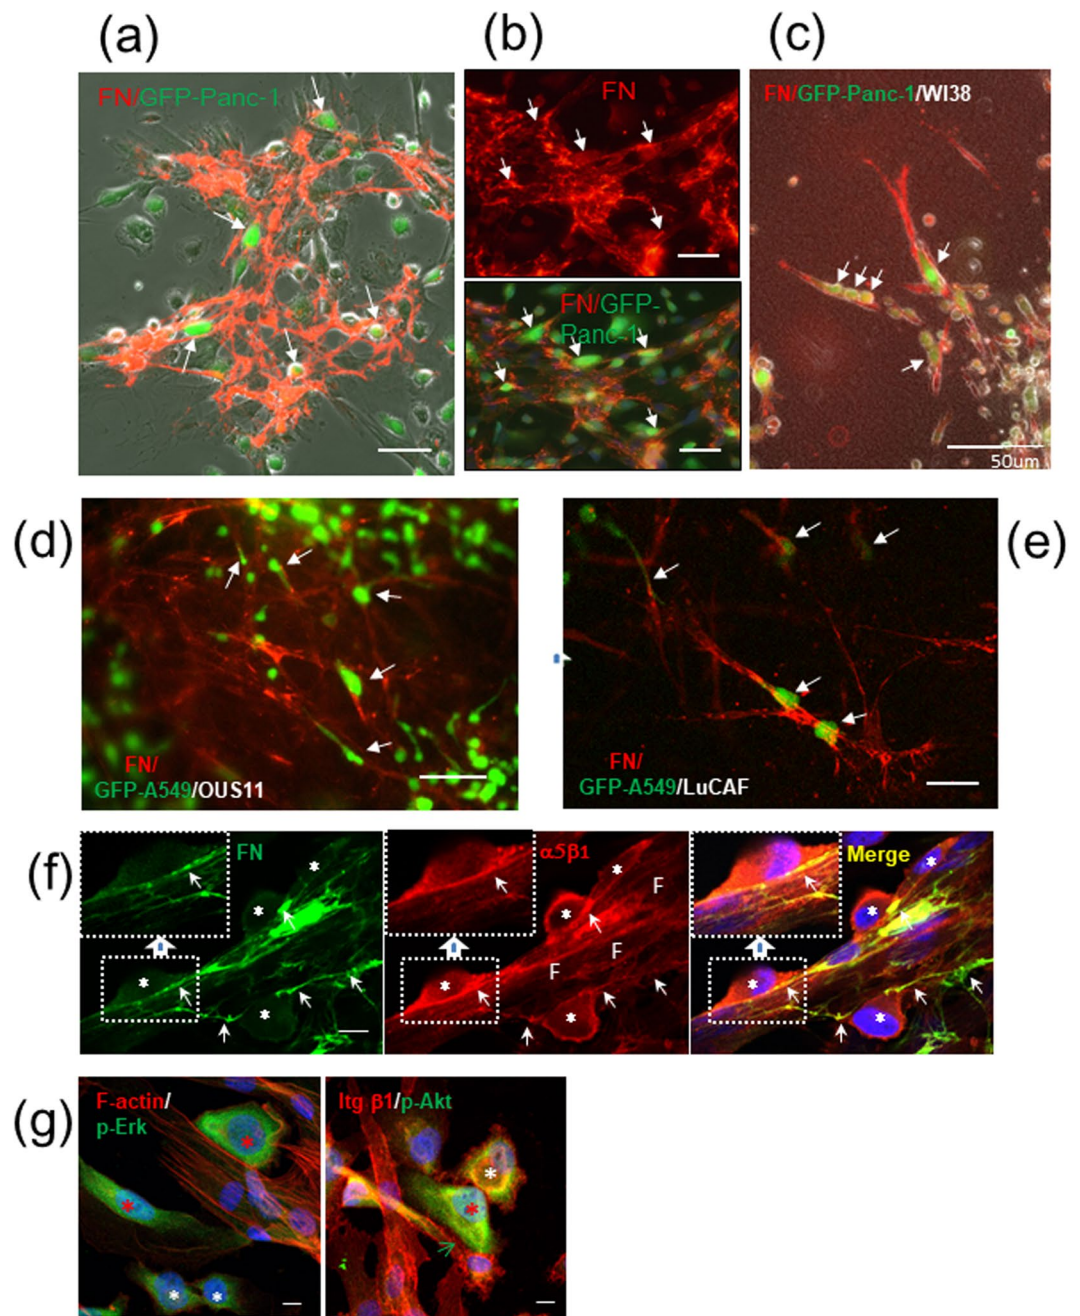 (a)
FN/GFP-Panc-1
(b)
FN
FN/GFP-
Ranc-1
(c)
FN/GFP-Panc-1/WI38
50um
(d)
FN/
GFP-A549/OUS11
(e)
FN/
GFP-A549/LuCAF
(f)
FN
*
*
*
*
α5β1
*
*
*
*
F
F
F
Merge
*
*
*
*
(g)
F-actin/
p-Erk
*
*
*
*
Itg β1/p-Akt
*
*